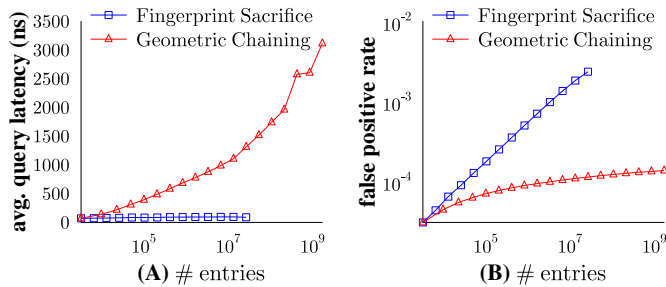 Fingerprint Sacrifice
Geometric Chaining
avg. query latency (ns)
3500
3000
2500
2000
1500
1000
500
0
10^5
10^7
10^9
(A) # entries
Fingerprint Sacrifice
Geometric Chaining
false positive rate
10^-2
10^-3
10^-4
10^5
10^7
10^9
(B) # entries